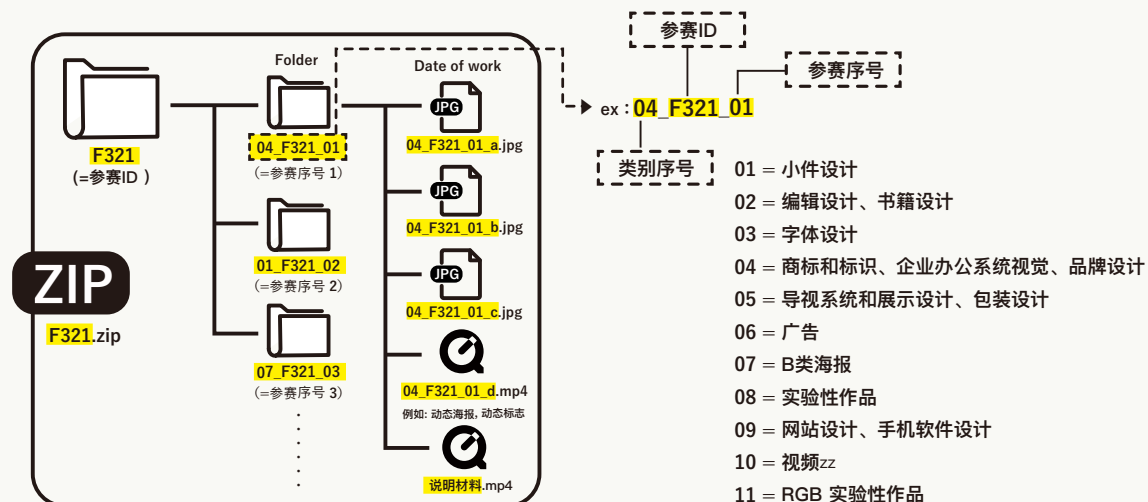 参赛ID
Folder
Date of work
参赛序号
JPG
ex : 04_F321_01
F321
(=参赛ID )
04_F321_01
(=参赛序号 1)
04_F321_01_a.jpg
类别序号
JPG
04_F321_01_b.jpg
01_F321_02
(=参赛序号 2)
JPG
04_F321_01_c.jpg
ZIP
F321.zip
07_F321_03
(=参赛序号 3)
04_F321_01_d.mp4
例如: 动态海报, 动态标志
说明材料.mp4
01 = 小件设计
02 = 编辑设计、书籍设计
03 = 字体设计
04 = 商标和标识、企业办公系统视觉、品牌设计
05 = 导视系统和展示设计、包装设计
06 = 广告
07 = B类海报
08 = 实验性作品
09 = 网站设计、手机软件设计
10 = 视频zz
11 = RGB 实验性作品